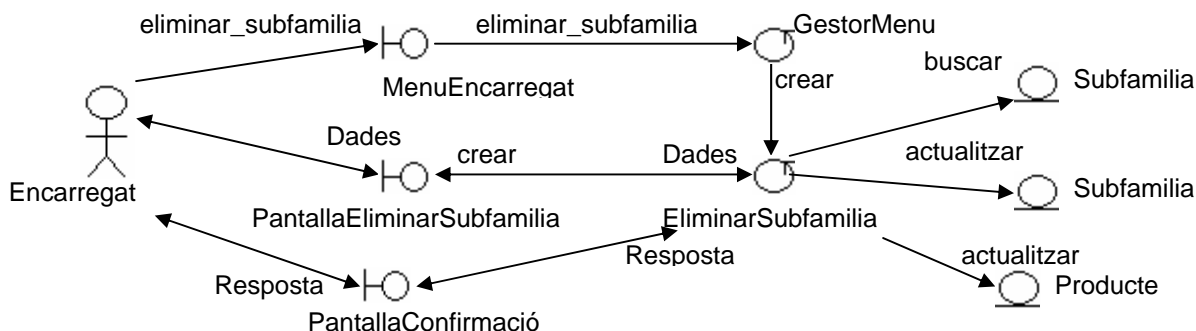 eliminar_subfamilia
eliminar_subfamilia
GestorMenu
MenuEncarregat
crear
buscar
Subfamilia
Encarregat
Dades
crear
Dades
actualitzar
Subfamilia
PantallaEliminarSubfamilia
EliminarSubfamilia
Resposta
Resposta
actualitzar
Producte
PantallaConfirmació